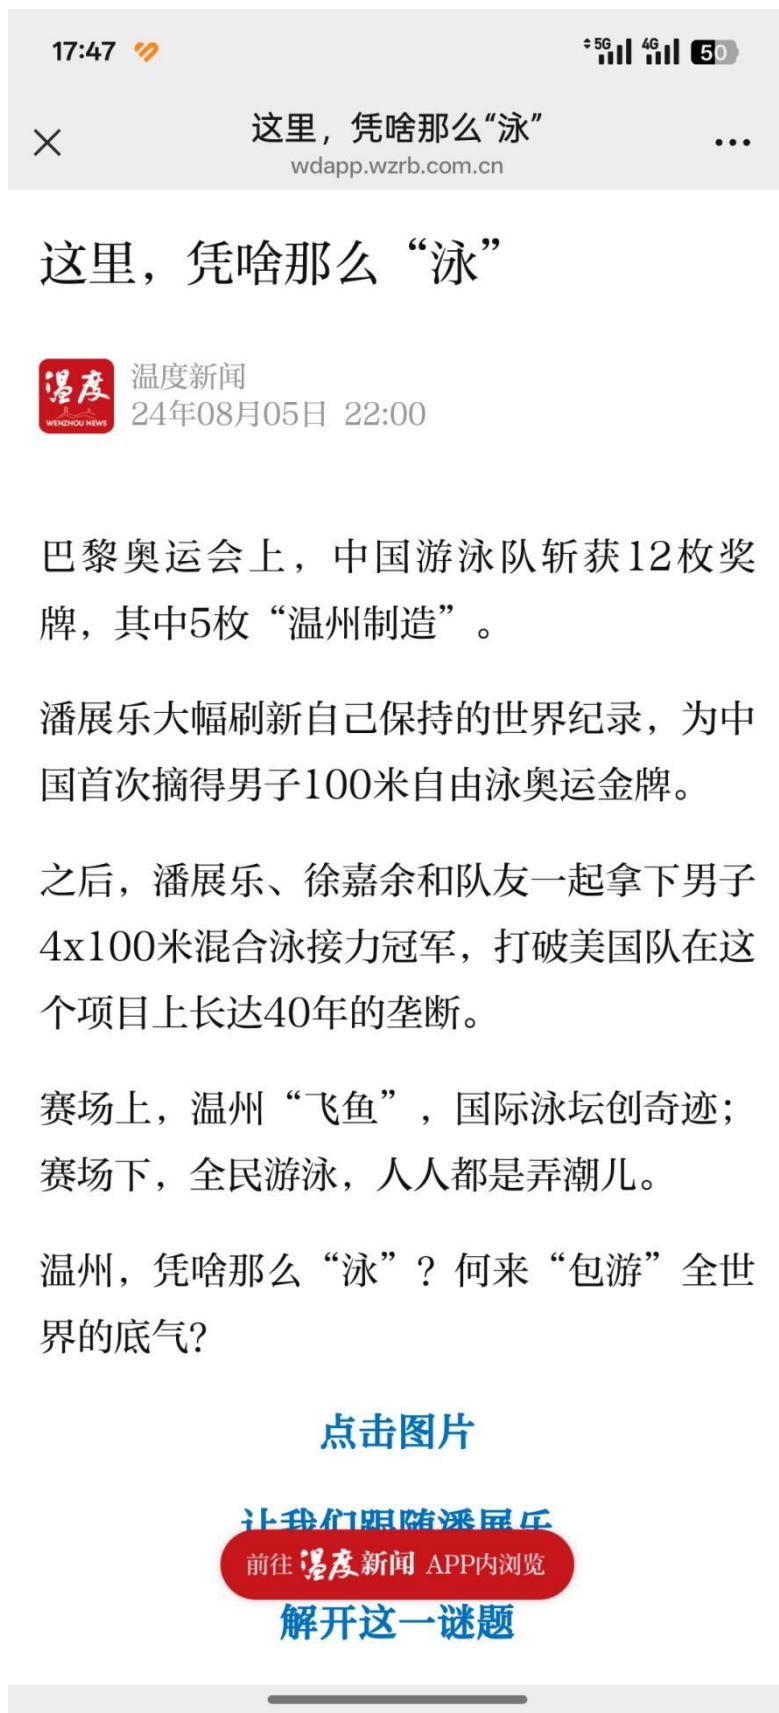 17:47
5G 4G 50
这里，凭啥那么“泳”
wdapp.wzrb.com.cn
这里，凭啥那么“泳”
温度
WENZHOU NEWS
温度新闻
24年08月05日 22:00
巴黎奥运会上，中国游泳队斩获12枚奖
牌，其中5枚“温州制造”。
潘展乐大幅刷新自己保持的世界纪录，为中
国首次摘得男子100米自由泳奥运金牌。
之后，潘展乐、徐嘉余和队友一起拿下男子
4x100米混合泳接力冠军，打破美国队在这
个项目上长达40年的垄断。
赛场上，温州“飞鱼”，国际泳坛创奇迹；
赛场下，全民游泳，人人都是弄潮儿。
温州，凭啥那么“泳”？何来“包游”全世
界的底气？
点击图片
让我们跟随潘展乐
前往 温度新闻 APP内浏览
解开这一谜题